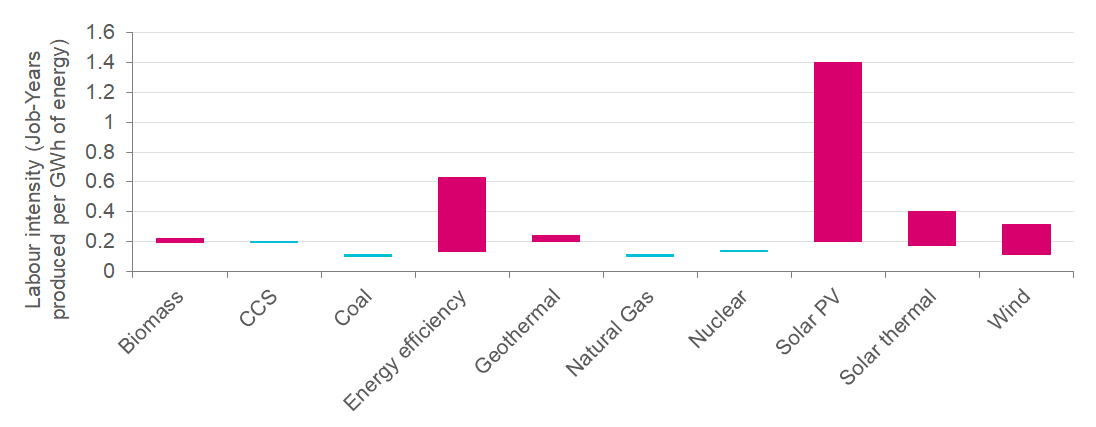 Labour intensity (Job-Years
produced per GWh of energy)
1.6
1.4
1.2
1
0.8
0.6
0.4
0.2
0
Biomass
CCS
Coal
Energy efficiency
Geothermal
Natural Gas
Nuclear
Solar PV
Solar thermal
Wind